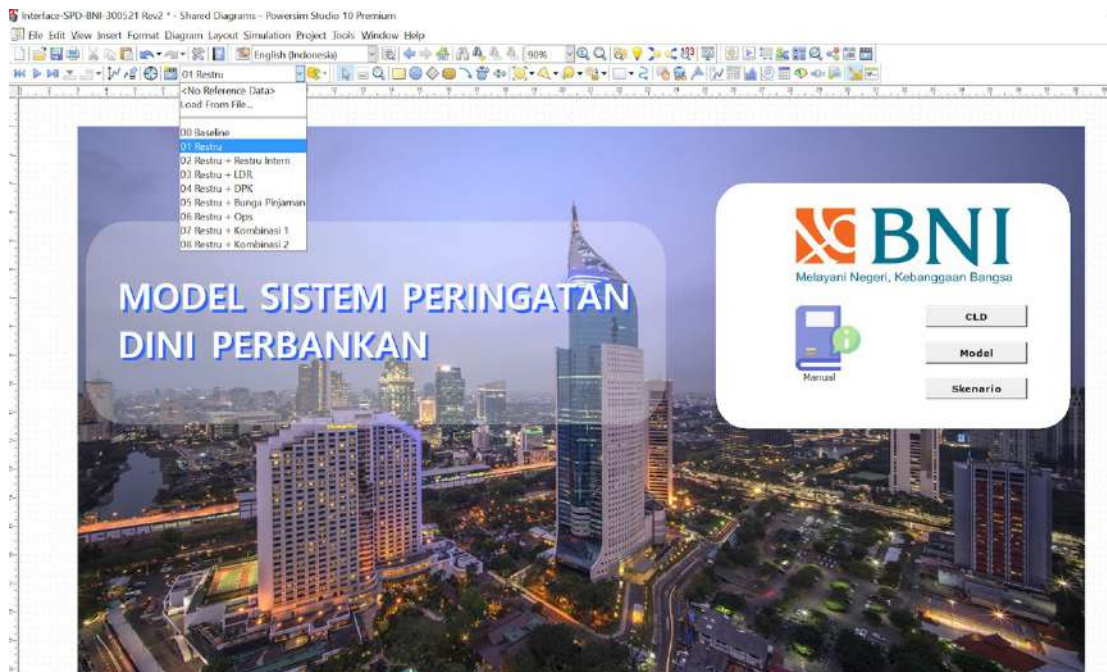 Interface-SPD-BNI-300521 Rev2 * - Shared Diagrams - Powersim Studio 10 Premium
File Edit View Insert Format Diagram Layout Simulation Project Tools Window Help
English (Indonesia) 90%
01 Restru
<No Reference Data>
Load From File...
00 Baseline
01 Restru
02 Restru + Restru Intern
03 Restru + LDR
04 Restru + DPK
05 Restru + Bunga Pinjaman
06 Restru + Ops
07 Restru + Kombinasi 1
08 Restru + Kombinasi 2
MODEL SISTEM PERINGATAN
DINI PERBANKAN
BNI
Melayani Negeri, Kebanggaan Bangsa
Manual
CLD
Model
Skenario